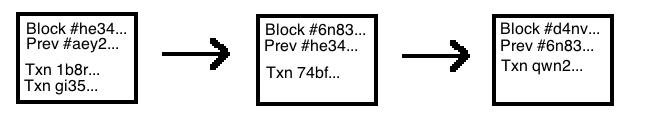 Block #he34...
Prev #aey2...
Txn 1b8r...
Txn gi35...
Block #6n83...
Prev #he34...
Txn 74bf...
Block #d4nv...
Prev #6n83...
Txn qwn2...